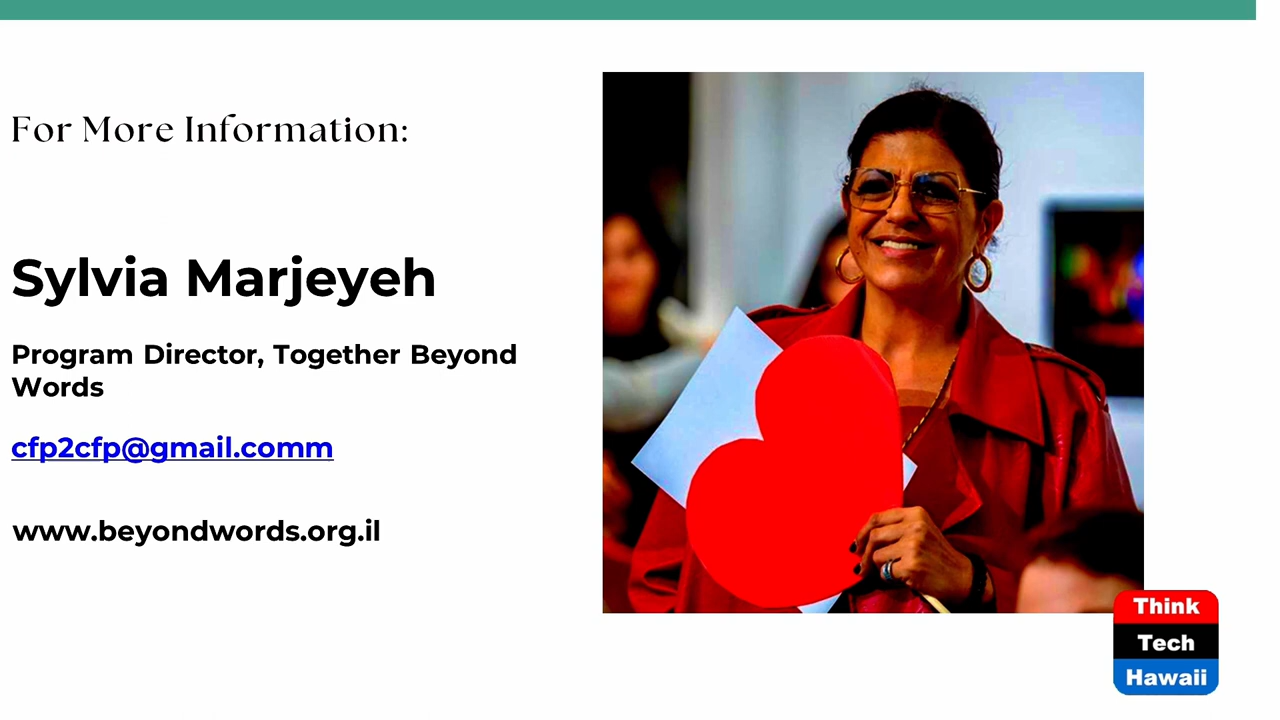 For More Information:
Sylvia Marjeyeh
Program Director, Together Beyond
Words
cfp2cfp@gmail.comm
www.beyondwords.org.il
Think
Tech
Hawaii